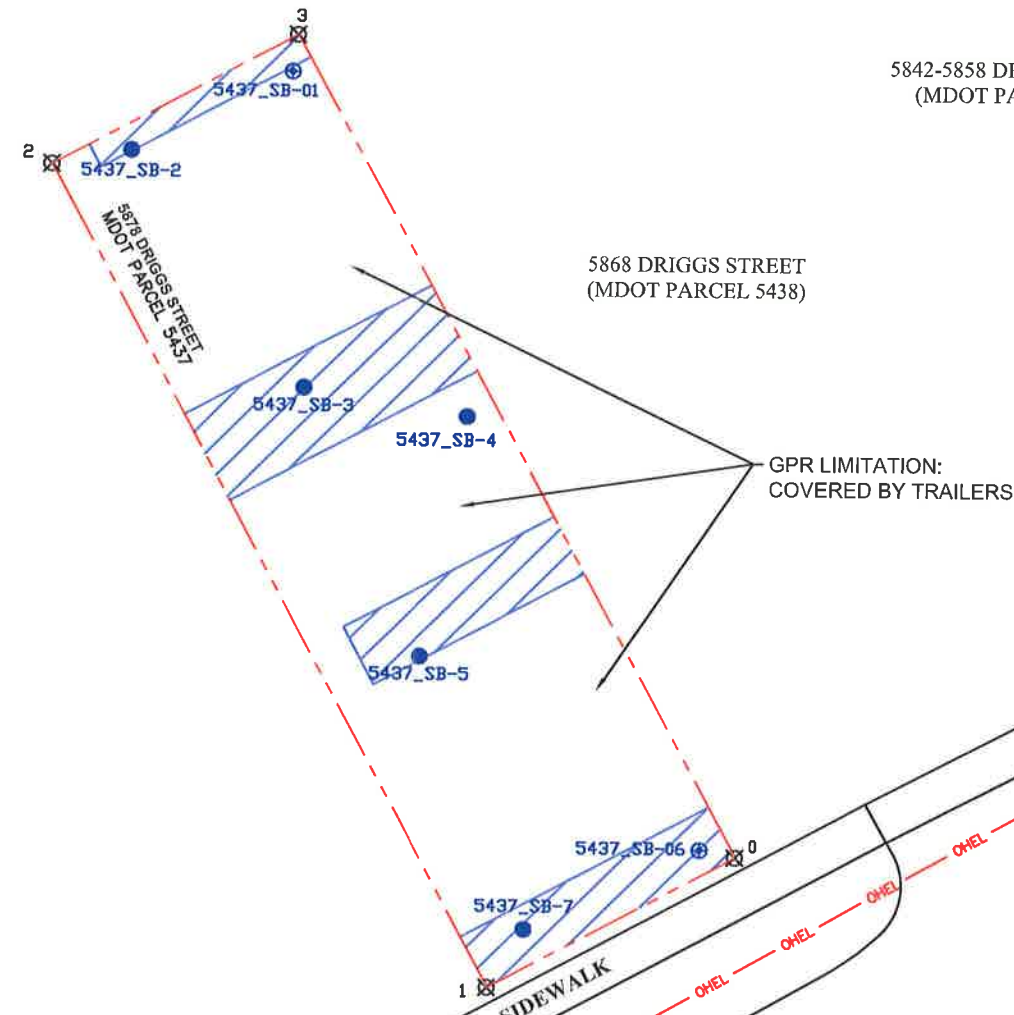 3
5842-5858 DR
(MDOT PA
5437_SB-01
2
5437_SB-2
5878 DRIGGS STREET
MDOT PARCEL 5437
5868 DRIGGS STREET
(MDOT PARCEL 5438)
5437_SB-3
5437_SB-4
GPR LIMITATION:
COVERED BY TRAILERS
5437_SB-5
5437_SB-06
0
OHEL
5437_SB-7
OHEL
OHEL
1
SIDEWALK
OHEL